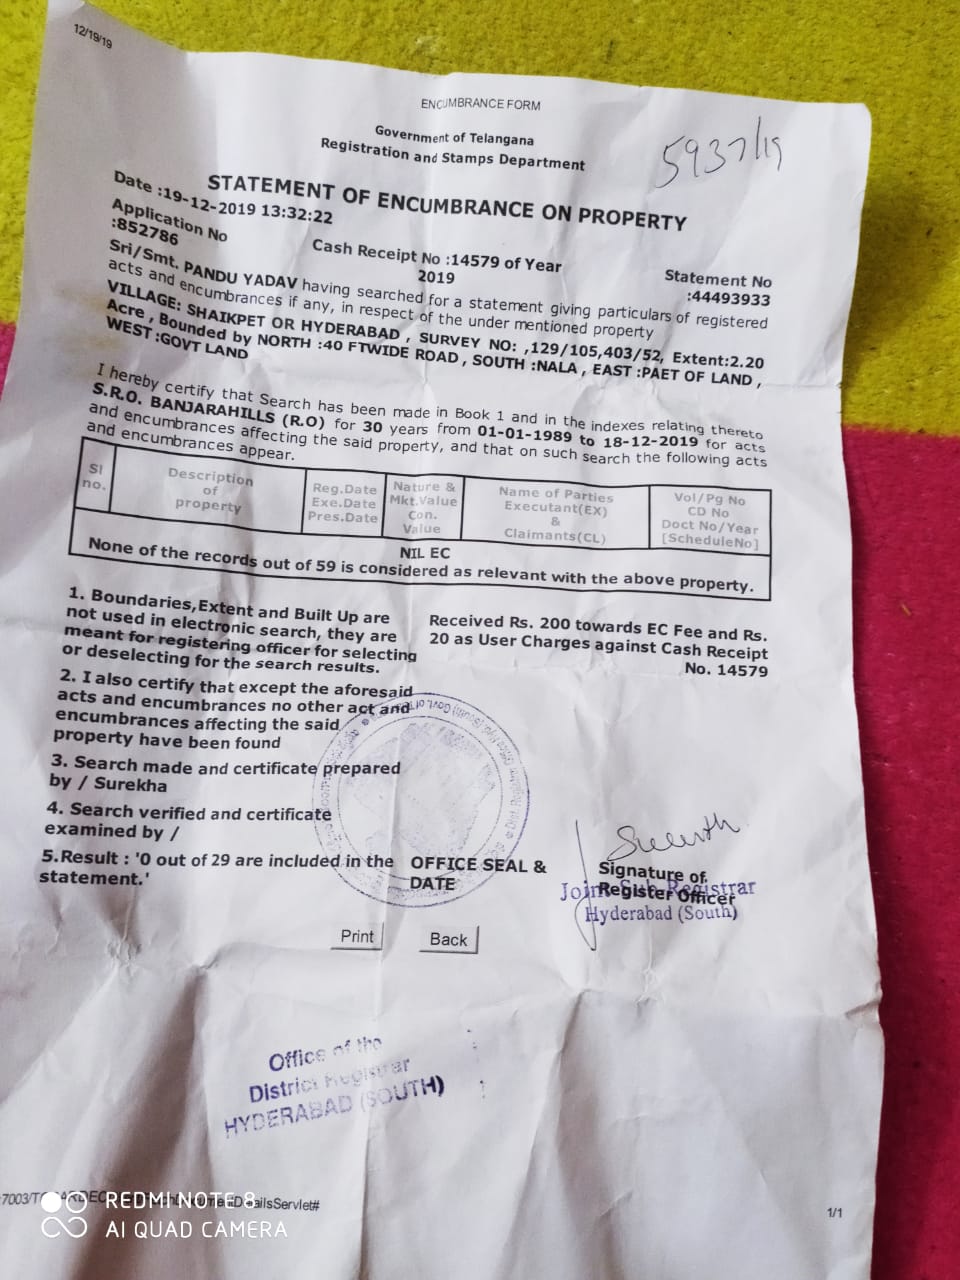 12/19/19
ENCUMBRANCE FORM
Government of Telangana
Registration and Stamps Department
5937/19
STATEMENT OF ENCUMBRANCE ON PROPERTY
Date :19-12-2019 13:32:22
Application No
:852786
Cash Receipt No :14579 of Year
2019
Statement No
:44493933
Sri/Smt. PANDU YADAV having searched for a statement giving particulars of registered
acts and encumbrances if any, in respect of the under mentioned property
VILLAGE: SHAIKPET OR HYDERABAD , SURVEY NO: ,129/105,403/52, Extent:2.20
Acre , Bounded by NORTH :40 FTWIDE ROAD , SOUTH :NALA , EAST :PAET OF LAND ,
WEST :GOVT LAND
I hereby certify that Search has been made in Book 1 and in the indexes relating thereto
S.R.O. BANJARAHILLS (R.O) for 30 years from 01-01-1989 to 18-12-2019 for acts
and encumbrances affecting the said property, and that on such search the following acts
and encumbrances appear.
Sl
no.
Description
of
property
Reg.Date
Exe.Date
Pres.Date
Nature &
Mkt.Value
Con.
Value
Name of Parties
Executant(EX)
&
Claimants(CL)
Vol/Pg No
CD No
Doct No/Year
[ScheduleNo]
NIL EC
None of the records out of 59 is considered as relevant with the above property.
1. Boundaries,Extent and Built Up are
not used in electronic search, they are
meant for registering officer for selecting
or deselecting for the search results.
Received Rs. 200 towards EC Fee and Rs.
20 as User Charges against Cash Receipt
No. 14579
2. I also certify that except the aforesaid
acts and encumbrances no other act and
encumbrances affecting the said
property have been found
3. Search made and certificate prepared
by / Surekha
4. Search verified and certificate
examined by /
5.Result : '0 out of 29 are included in the
statement.'
OFFICE SEAL &
DATE
Signature of
Register Officer
Joint Sub Registrar
Hyderabad (South)
Print
Back
Office of the
District Registrar
HYDERABAD (SOUTH)
1/1
REDMI NOTE 8
AI QUAD CAMERA